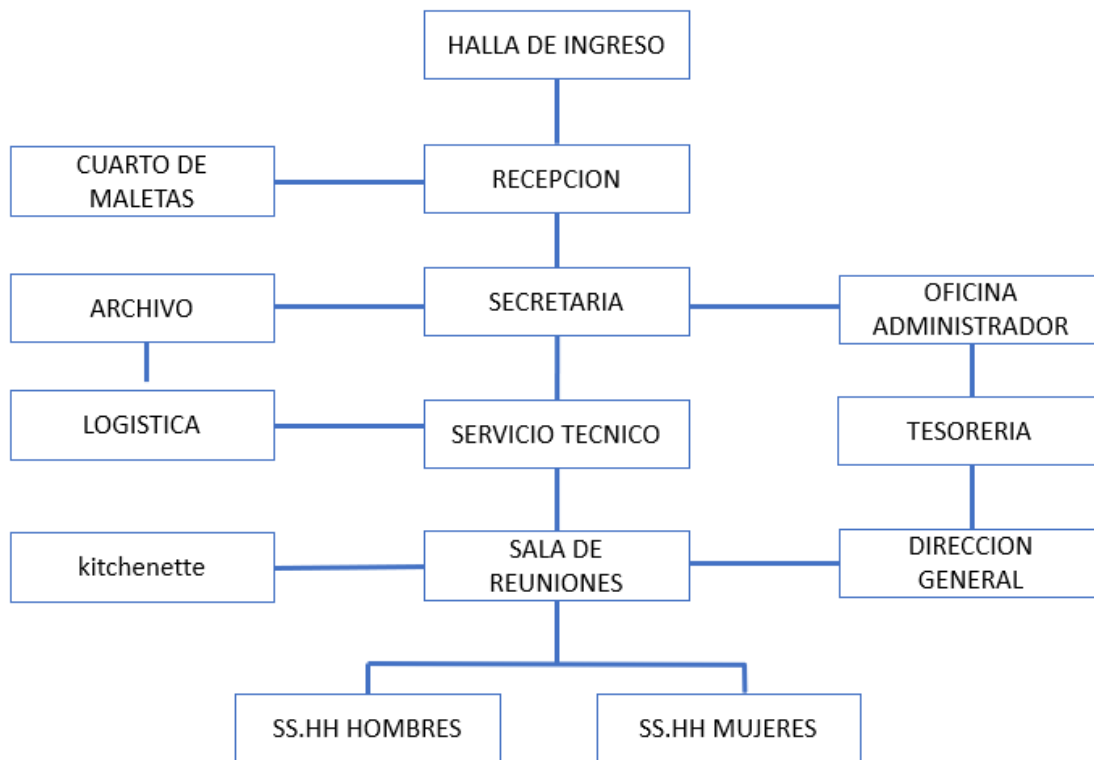 HALLA DE INGRESO
CUARTO DE
MALETAS
RECEPCION
ARCHIVO
SECRETARIA
OFICINA
ADMINISTRADOR
LOGISTICA
SERVICIO TECNICO
TESORERIA
kitchenette
SALA DE
REUNIONES
DIRECCION
GENERAL
SS.HH HOMBRES
SS.HH MUJERES